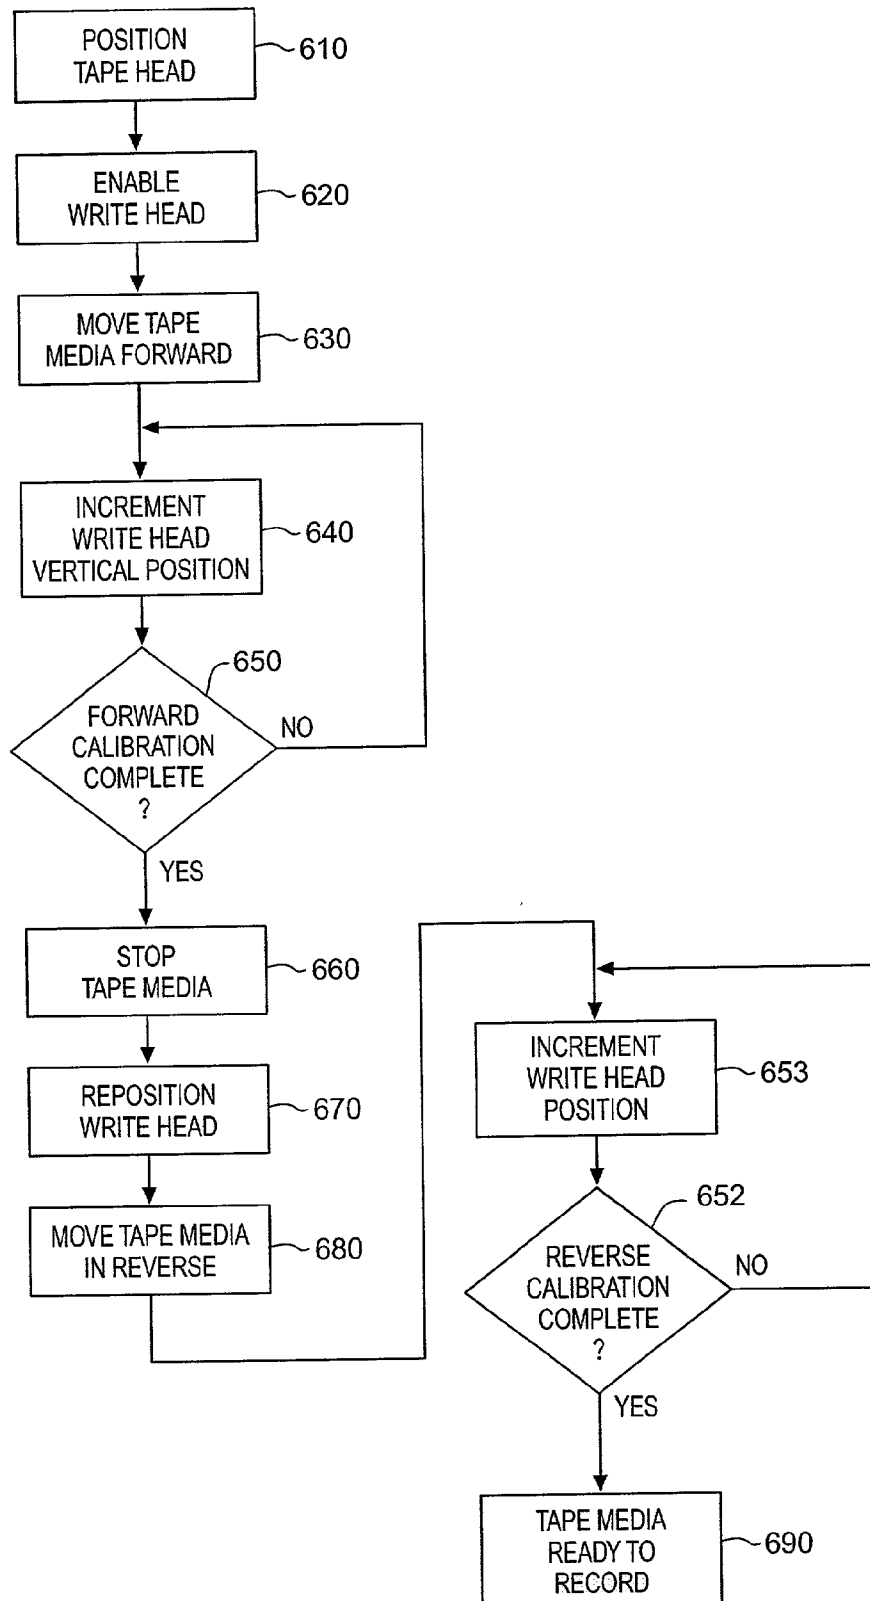 POSITION
TAPE HEAD
610
ENABLE
WRITE HEAD
620
MOVE TAPE
MEDIA FORWARD
630
INCREMENT
WRITE HEAD
VERTICAL POSITION
640
650
FORWARD
CALIBRATION
COMPLETE
?
NO
YES
STOP
TAPE MEDIA
660
REPOSITION
WRITE HEAD
670
MOVE TAPE MEDIA
IN REVERSE
680
INCREMENT
WRITE HEAD
POSITION
653
652
REVERSE
CALIBRATION
COMPLETE
?
NO
YES
TAPE MEDIA
READY TO
RECORD
690